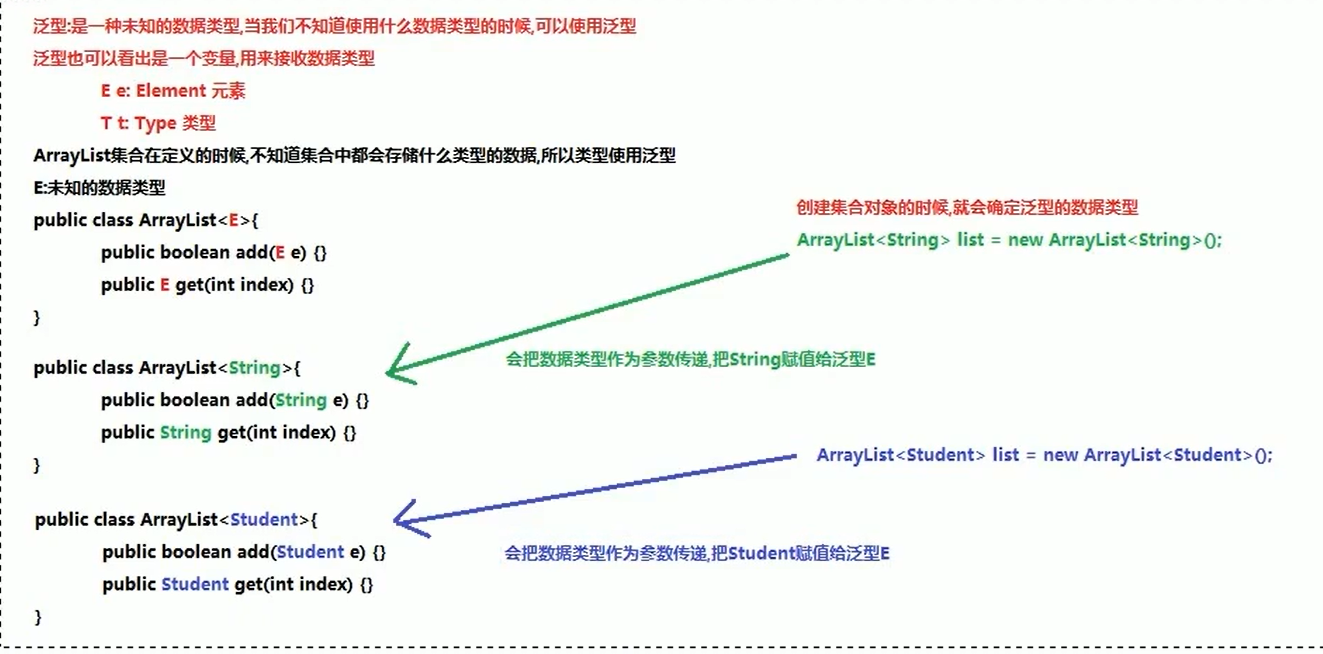 泛型:是一种未知的数据类型,当我们不知道使用什么数据类型的时候,可以使用泛型
泛型也可以看出是一个变量,用来接收数据类型
E e: Element 元素
T t: Type 类型
ArrayList集合在定义的时候,不知道集合中都会存储什么类型的数据,所以类型使用泛型
E:未知的数据类型
public class ArrayList<E>{
public boolean add(E e) {}
public E get(int index) {}
}
创建集合对象的时候,就会确定泛型的数据类型
ArrayList<String> list = new ArrayList<String>();
会把数据类型作为参数传递,把String赋值给泛型E
public class ArrayList<String>{
public boolean add(String e) {}
public String get(int index) {}
}
ArrayList<Student> list = new ArrayList<Student>();
会把数据类型作为参数传递,把Student赋值给泛型E
public class ArrayList<Student>{
public boolean add(Student e) {}
public Student get(int index) {}
}